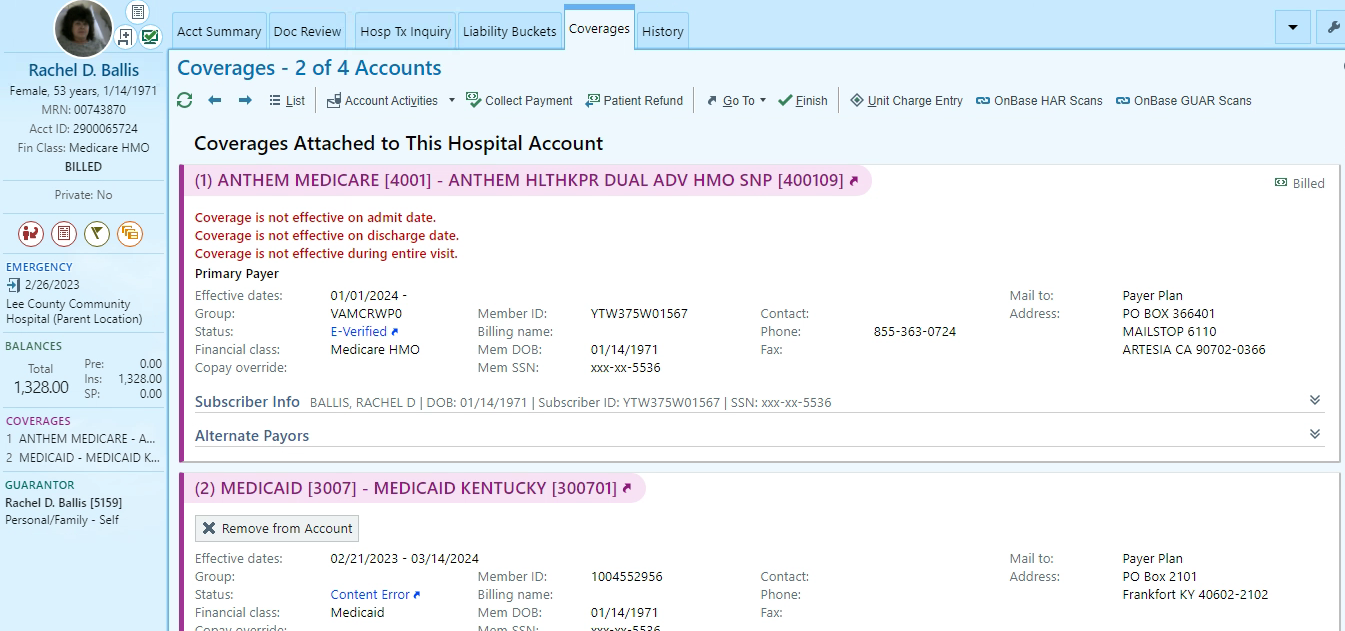 Acct Summary Doc Review Hosp Tx Inquiry Liability Buckets Coverages History
Rachel D. Ballis
Female, 53 years, 1/14/1971
MRN: 00743870
Acct ID: 2900065724
Fin Class: Medicare HMO
BILLED
Private: No
EMERGENCY
2/26/2023
Lee County Community
Hospital (Parent Location)
BALANCES
Total
1,328.00
Pre: 0.00
Ins: 1,328.00
SP: 0.00
COVERAGES
1 ANTHEM MEDICARE - A...
2 MEDICAID - MEDICAID K...
GUARANTOR
Rachel D. Ballis [5159]
Personal/Family - Self
Coverages - 2 of 4 Accounts
List Account Activities Collect Payment Patient Refund Go To Finish Unit Charge Entry OnBase HAR Scans OnBase GUAR Scans
Coverages Attached to This Hospital Account
(1) ANTHEM MEDICARE [4001] - ANTHEM HLTHKPR DUAL ADV HMO SNP [400109]
Billed
Coverage is not effective on admit date.
Coverage is not effective on discharge date.
Coverage is not effective during entire visit.
Primary Payer
Effective dates: 01/01/2024 - Mail to: Payer Plan
Group: VAMCRWP0 Member ID: YTW375W01567 Contact: Address: PO BOX 366401
Status: E-Verified Billing name: Phone: 855-363-0724 MAILSTOP 6110
Financial class: Medicare HMO Mem DOB: 01/14/1971 Fax: ARTESIA CA 90702-0366
Copay override: Mem SSN: xxx-xx-5536
Subscriber Info BALLIS, RACHEL D | DOB: 01/14/1971 | Subscriber ID: YTW375W01567 | SSN: xxx-xx-5536
Alternate Payors
(2) MEDICAID [3007] - MEDICAID KENTUCKY [300701]
Remove from Account
Effective dates: 02/21/2023 - 03/14/2024 Mail to: Payer Plan
Group: Member ID: 1004552956 Contact: Address: PO Box 2101
Status: Content Error Billing name: Phone: Frankfort KY 40602-2102
Financial class: Medicaid Mem DOB: 01/14/1971 Fax:
Copay override: Mem SSN: xxx-xx-5536